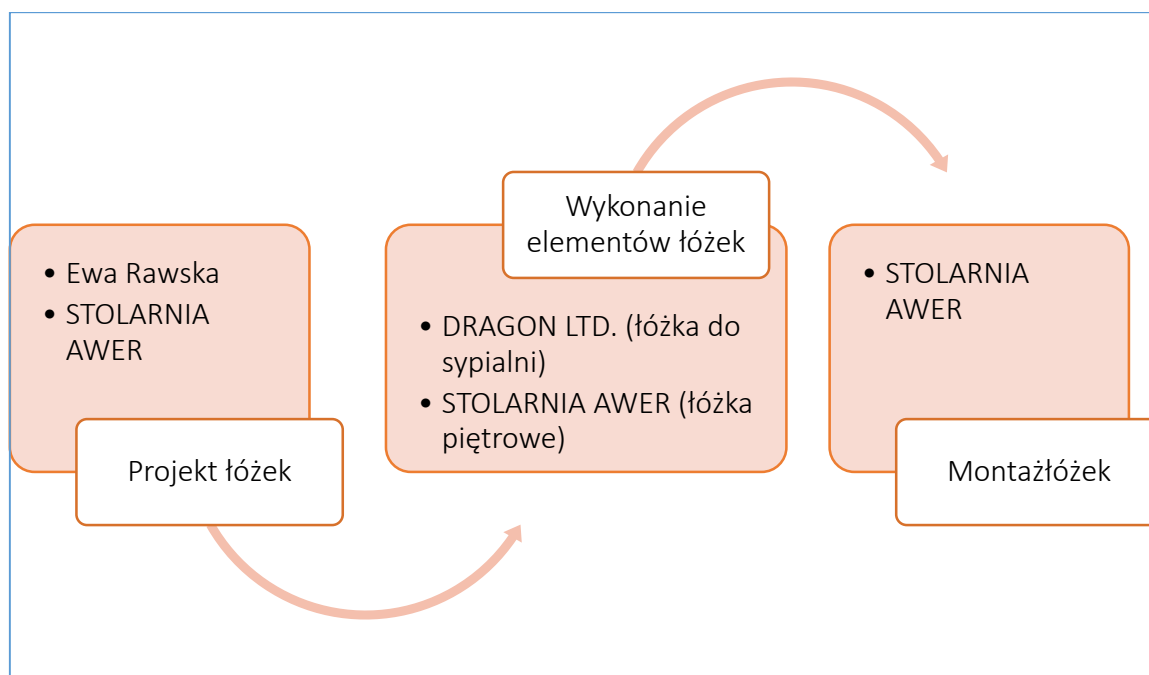 • Ewa Rawska
• STOLARNIA
AWER
Projekt łóżek
Wykonanie
elementów łóżek
• DRAGON LTD. (łóżka do
sypialni)
• STOLARNIA AWER (łóżka
piętrowe)
• STOLARNIA
AWER
Montażłóżek